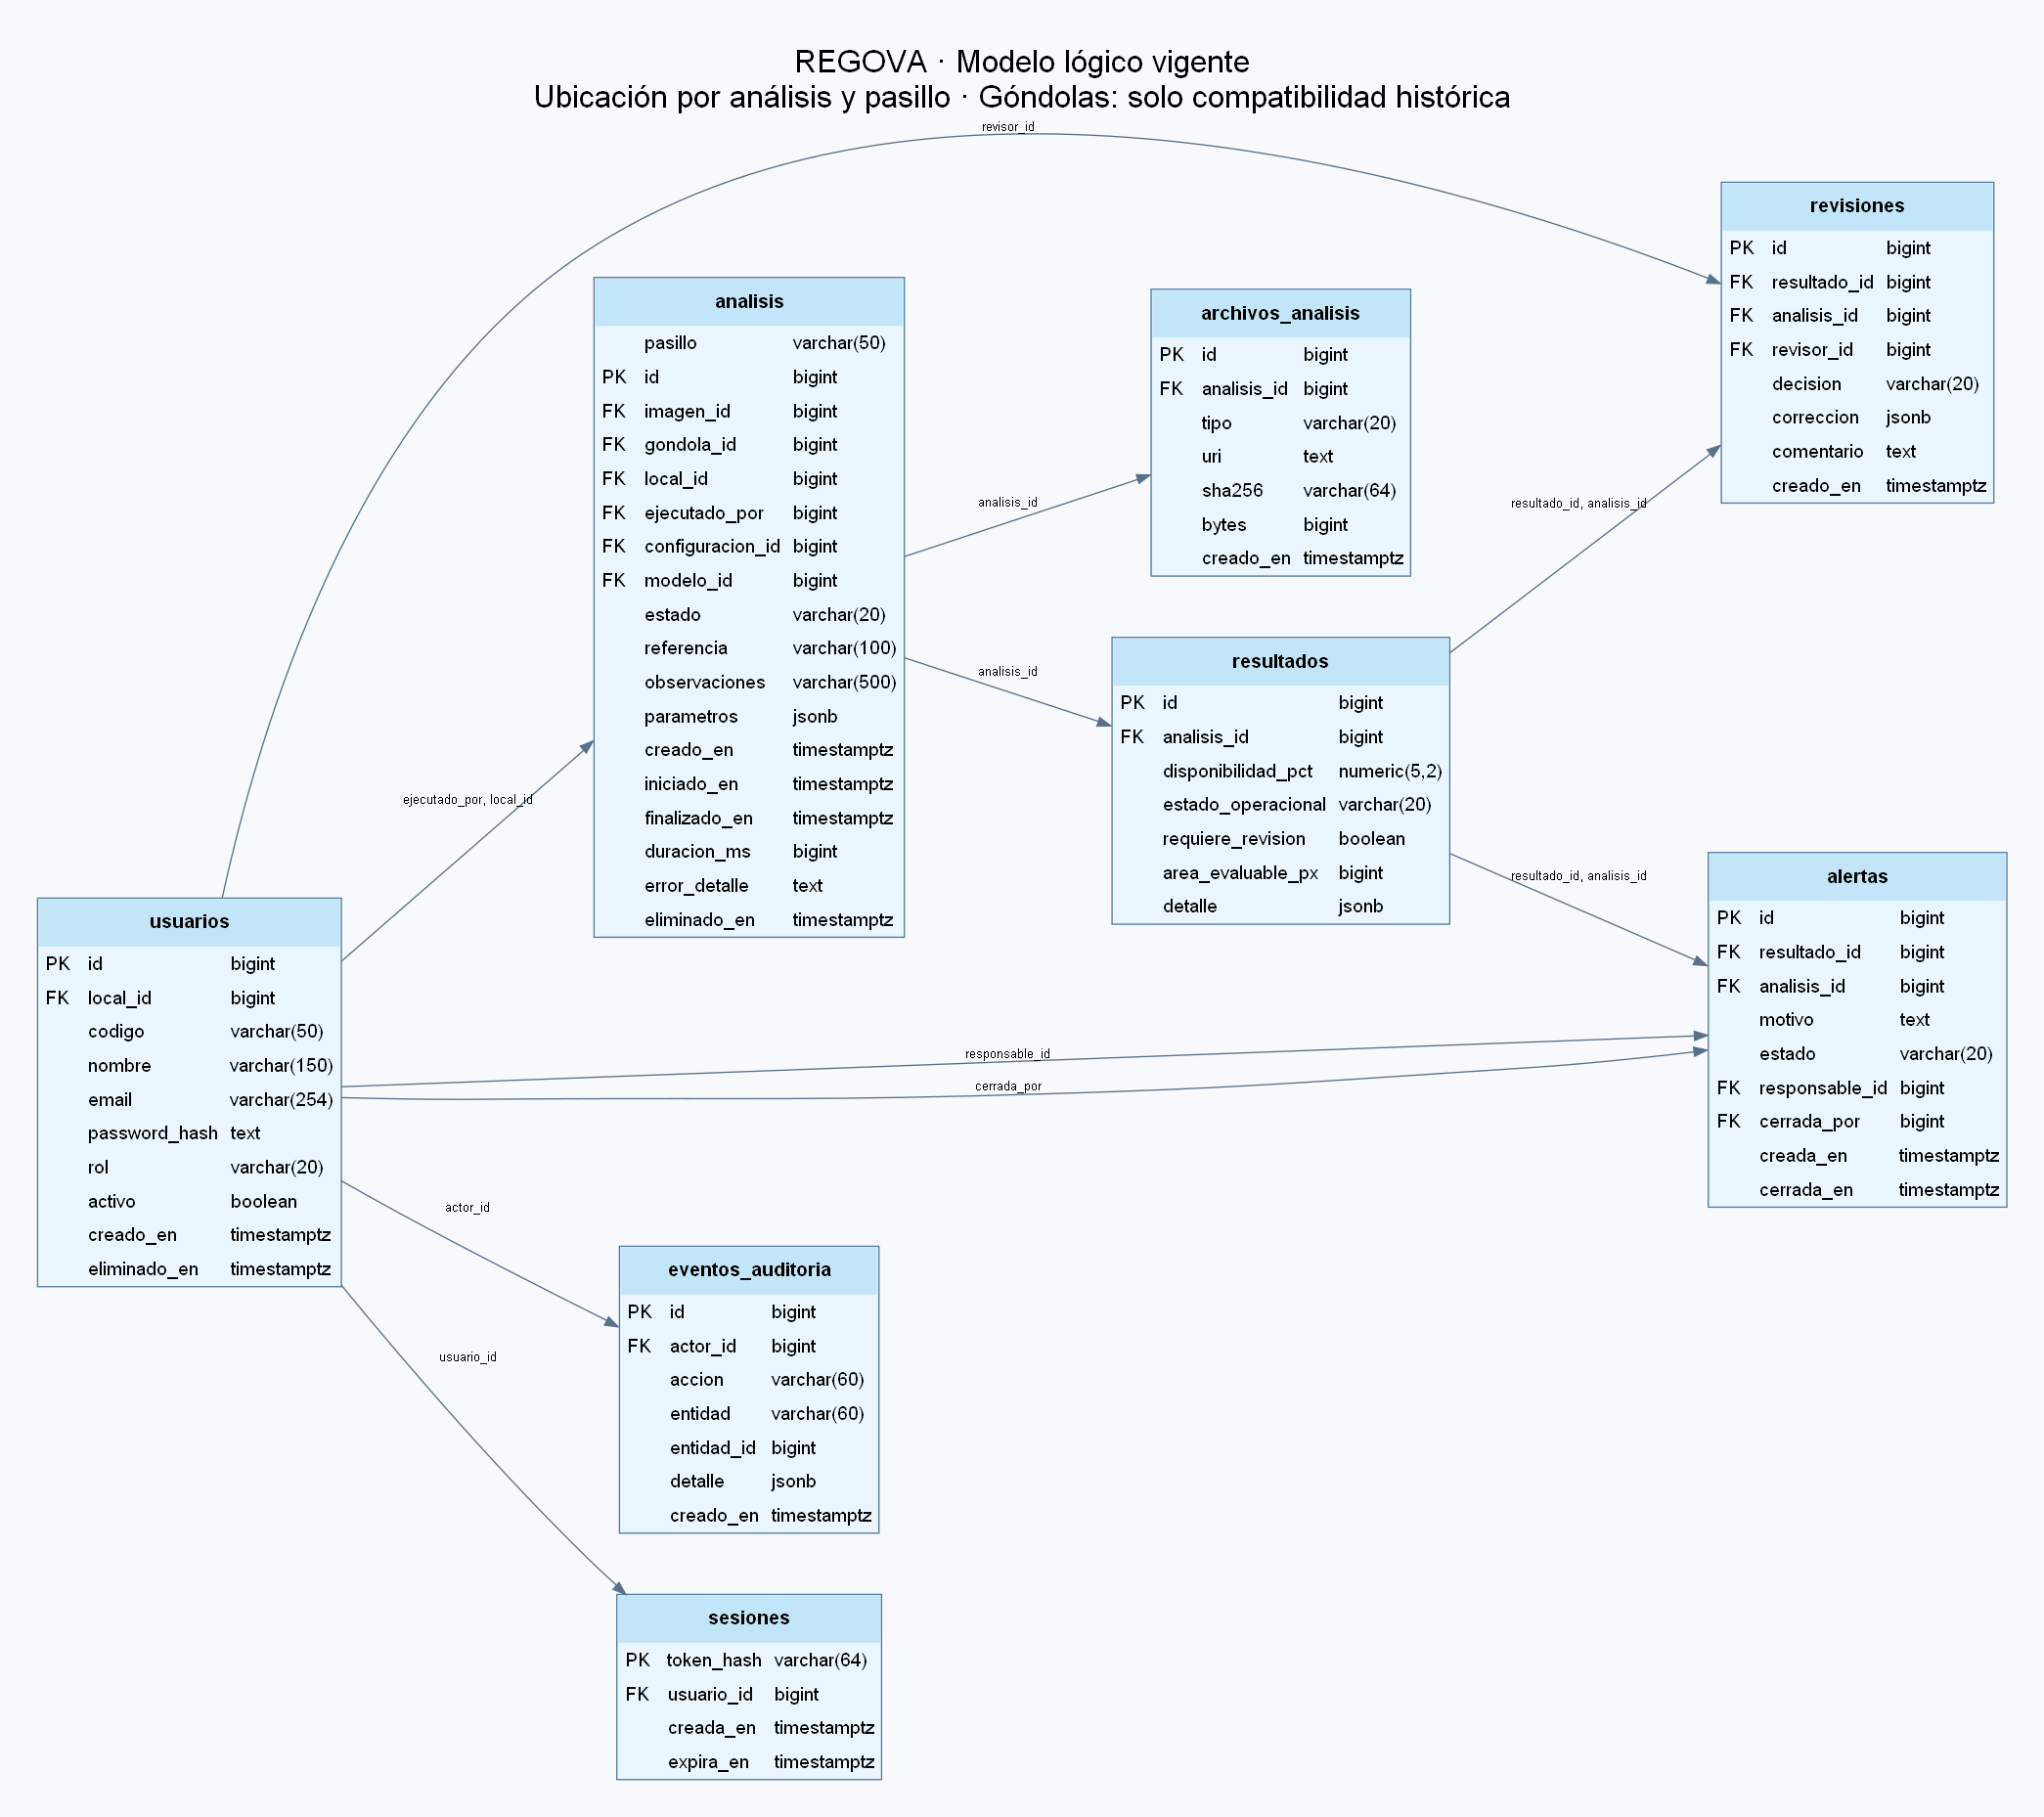 REGOVA · Modelo lógico vigente
Ubicación por análisis y pasillo · Góndolas: solo compatibilidad histórica
revisor_id
revisiones
PK id bigint
FK resultado_id bigint
FK analisis_id bigint
FK revisor_id bigint
decision varchar(20)
correccion jsonb
comentario text
creado_en timestamptz
analisis
pasillo varchar(50)
PK id bigint
FK imagen_id bigint
FK gondola_id bigint
FK local_id bigint
FK ejecutado_por bigint
FK configuracion_id bigint
FK modelo_id bigint
estado varchar(20)
referencia varchar(100)
observaciones varchar(500)
parametros jsonb
creado_en timestamptz
iniciado_en timestamptz
finalizado_en timestamptz
duracion_ms bigint
error_detalle text
eliminado_en timestamptz
archivos_analisis
PK id bigint
FK analisis_id bigint
tipo varchar(20)
uri text
sha256 varchar(64)
bytes bigint
creado_en timestamptz
analisis_id
resultado_id, analisis_id
analisis_id
resultados
PK id bigint
FK analisis_id bigint
disponibilidad_pct numeric(5,2)
estado_operacional varchar(20)
requiere_revision boolean
area_evaluable_px bigint
detalle jsonb
ejecutado_por, local_id
resultado_id, analisis_id
alertas
PK id bigint
FK resultado_id bigint
FK analisis_id bigint
motivo text
estado varchar(20)
FK responsable_id bigint
FK cerrada_por bigint
creada_en timestamptz
cerrada_en timestamptz
usuarios
PK id bigint
FK local_id bigint
codigo varchar(50)
nombre varchar(150)
email varchar(254)
password_hash text
rol varchar(20)
activo boolean
creado_en timestamptz
eliminado_en timestamptz
responsable_id
cerrada_por
actor_id
eventos_auditoria
PK id bigint
FK actor_id bigint
accion varchar(60)
entidad varchar(60)
entidad_id bigint
detalle jsonb
creado_en timestamptz
usuario_id
sesiones
PK token_hash varchar(64)
FK usuario_id bigint
creada_en timestamptz
expira_en timestamptz